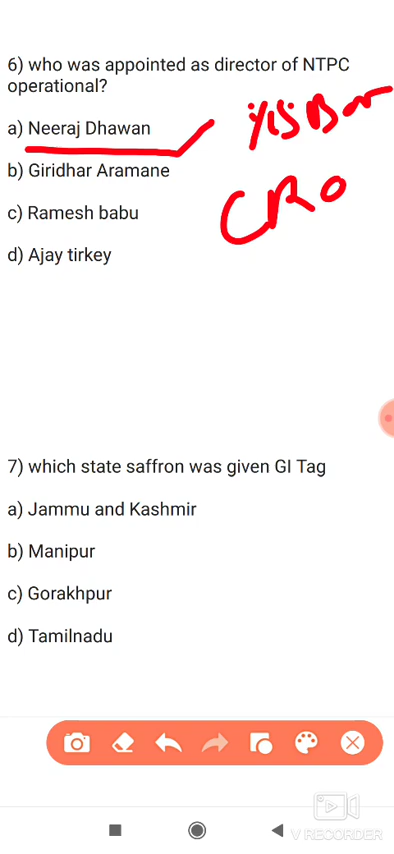 6) who was appointed as director of NTPC
operational?
a) Neeraj Dhawan
b) Giridhar Aramane
c) Ramesh babu
d) Ajay tirkey
CRO
7) which state saffron was given GI Tag
a) Jammu and Kashmir
b) Manipur
c) Gorakhpur
d) Tamilnadu
V RECORDER